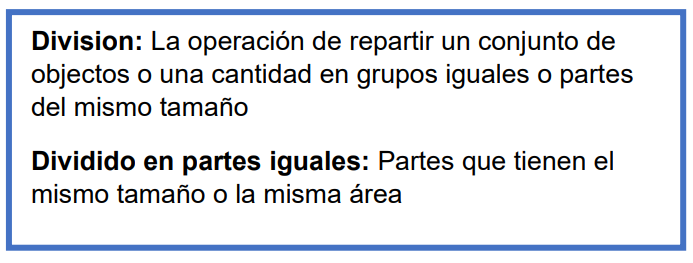 Division: La operación de repartir un conjunto de
objectos o una cantidad en grupos iguales o partes
del mismo tamaño
Dividido en partes iguales: Partes que tienen el
mismo tamaño o la misma área